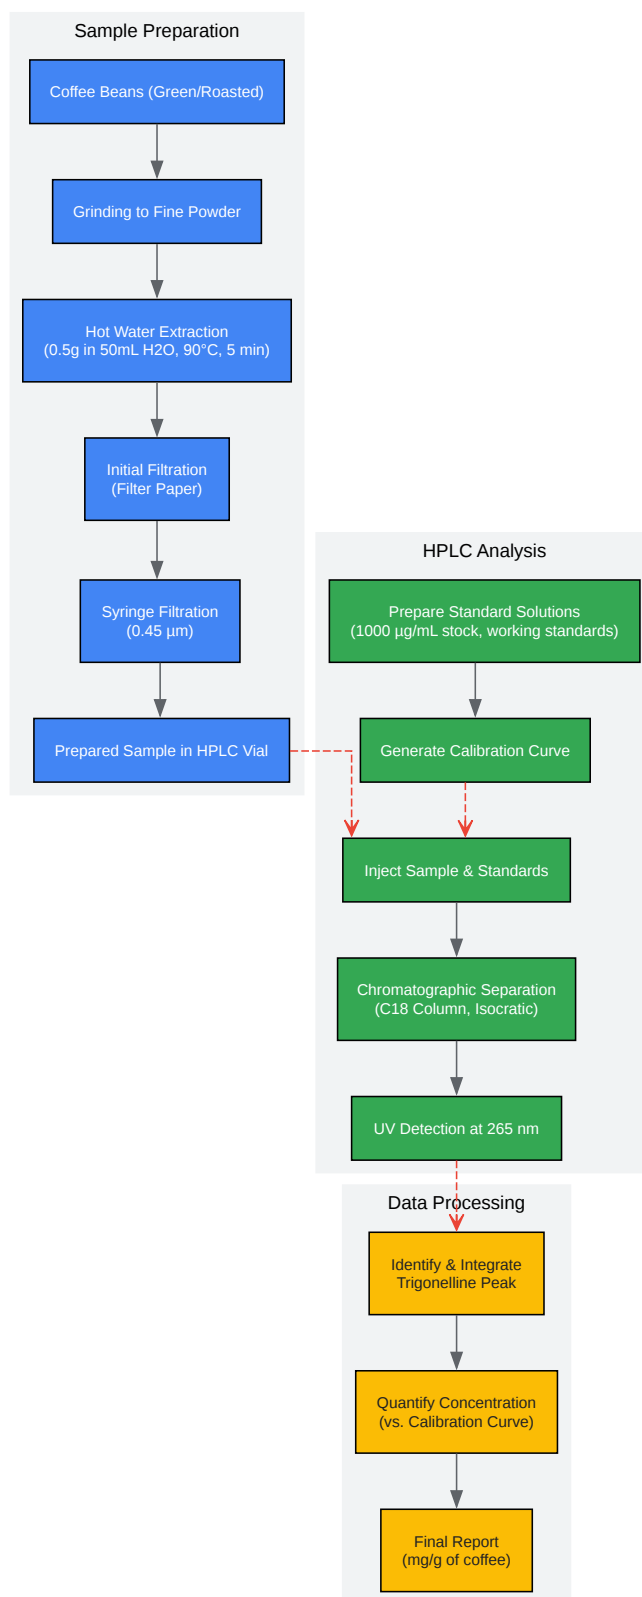 Sample Preparation
Coffee Beans (Green/Roasted)
Grinding to Fine Powder
Hot Water Extraction
(0.5g in 50mL H2O, 90°C, 5 min)
Initial Filtration
(Filter Paper)
Syringe Filtration
(0.45 µm)
Prepared Sample in HPLC Vial
HPLC Analysis
Prepare Standard Solutions
(1000 µg/mL stock, working standards)
Generate Calibration Curve
Inject Sample & Standards
Chromatographic Separation
(C18 Column, Isocratic)
UV Detection at 265 nm
Data Processing
Identify & Integrate
Trigonelline Peak
Quantify Concentration
(vs. Calibration Curve)
Final Report
(mg/g of coffee)